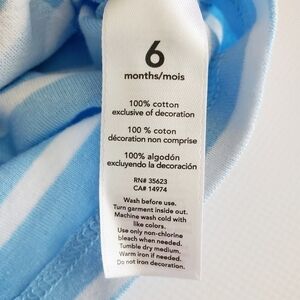 6
months/mois
100% cotton
exclusive of decoration
100 % coton
décoration non comprise
100% algodón
excluyendo la decoración
RN# 35623
CA# 14974
Wash before use.
Turn garment inside out.
Machine wash cold with
like colors.
Use only non-chlorine
bleach when needed.
Tumble dry medium.
Warm iron if needed.
Do not iron decoration.